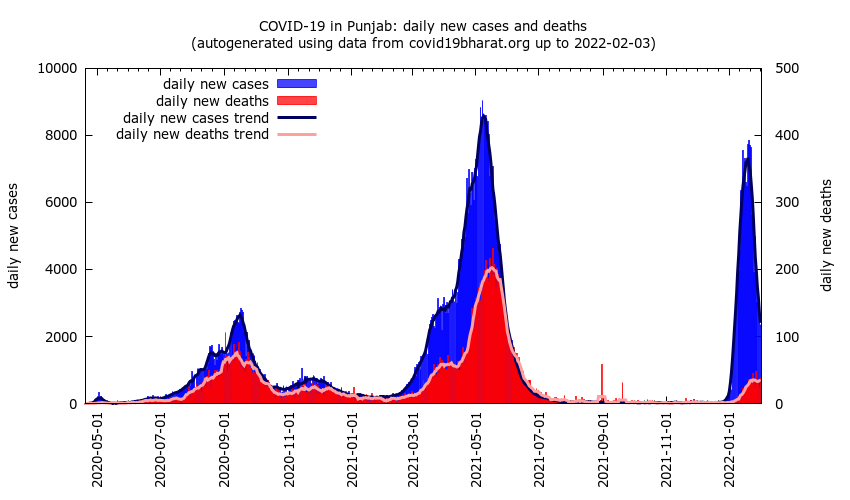 COVID-19 in Punjab: daily new cases and deaths
(autogenerated using data from covid19bharat.org up to 2022-02-03)
daily new cases
daily new deaths
daily new cases trend
daily new deaths trend
daily new cases
10000
8000
6000
4000
2000
0
500
400
300
200
100
0
daily new deaths
2020-05-01
2020-07-01
2020-09-01
2020-11-01
2021-01-01
2021-03-01
2021-05-01
2021-07-01
2021-09-01
2021-11-01
2022-01-01